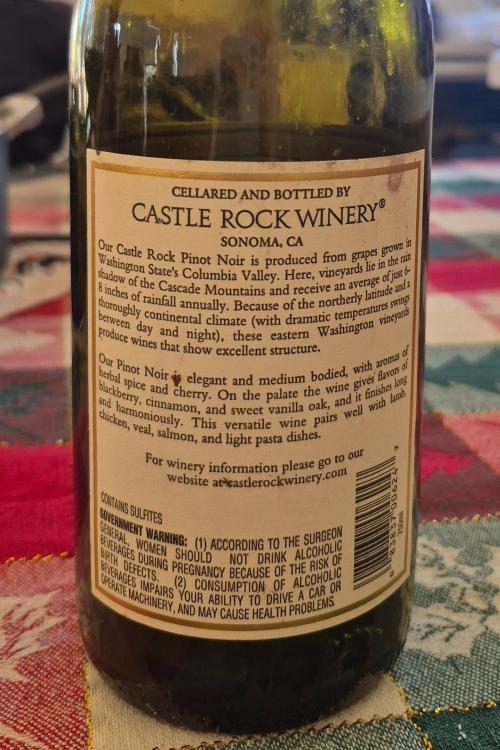 CELLARED AND BOTTLED BY
CASTLE ROCK WINERY®
SONOMA, CA
Our Castle Rock Pinot Noir is produced from grapes grown in
Washington State's Columbia Valley. Here, vineyards lie in the rain
shadow of the Cascade Mountains and receive an average of just 6-
8 inches of rainfall annually. Because of the northerly latitude and a
thoroughly continental climate (with dramatic temperatures swings
between day and night), these eastern Washington vineyards
produce wines that show excellent structure.
Our Pinot Noir elegant and medium bodied, with aromas of
herbal spice and cherry. On the palate the wine gives flavors of
blackberry, cinnamon, and sweet vanilla oak, and it finishes long
and harmoniously. This versatile wine pairs well with lamb,
chicken, veal, salmon, and light pasta dishes.
For winery information please go to our
website at castlerockwinery.com
CONTAINS SULFITES
GOVERNMENT WARNING: (1) ACCORDING TO THE SURGEON
GENERAL, WOMEN SHOULD NOT DRINK ALCOHOLIC
BEVERAGES DURING PREGNANCY BECAUSE OF THE RISK OF
BIRTH DEFECTS. (2) CONSUMPTION OF ALCOHOLIC
BEVERAGES IMPAIRS YOUR ABILITY TO DRIVE A CAR OR
OPERATE MACHINERY, AND MAY CAUSE HEALTH PROBLEMS.
750ml